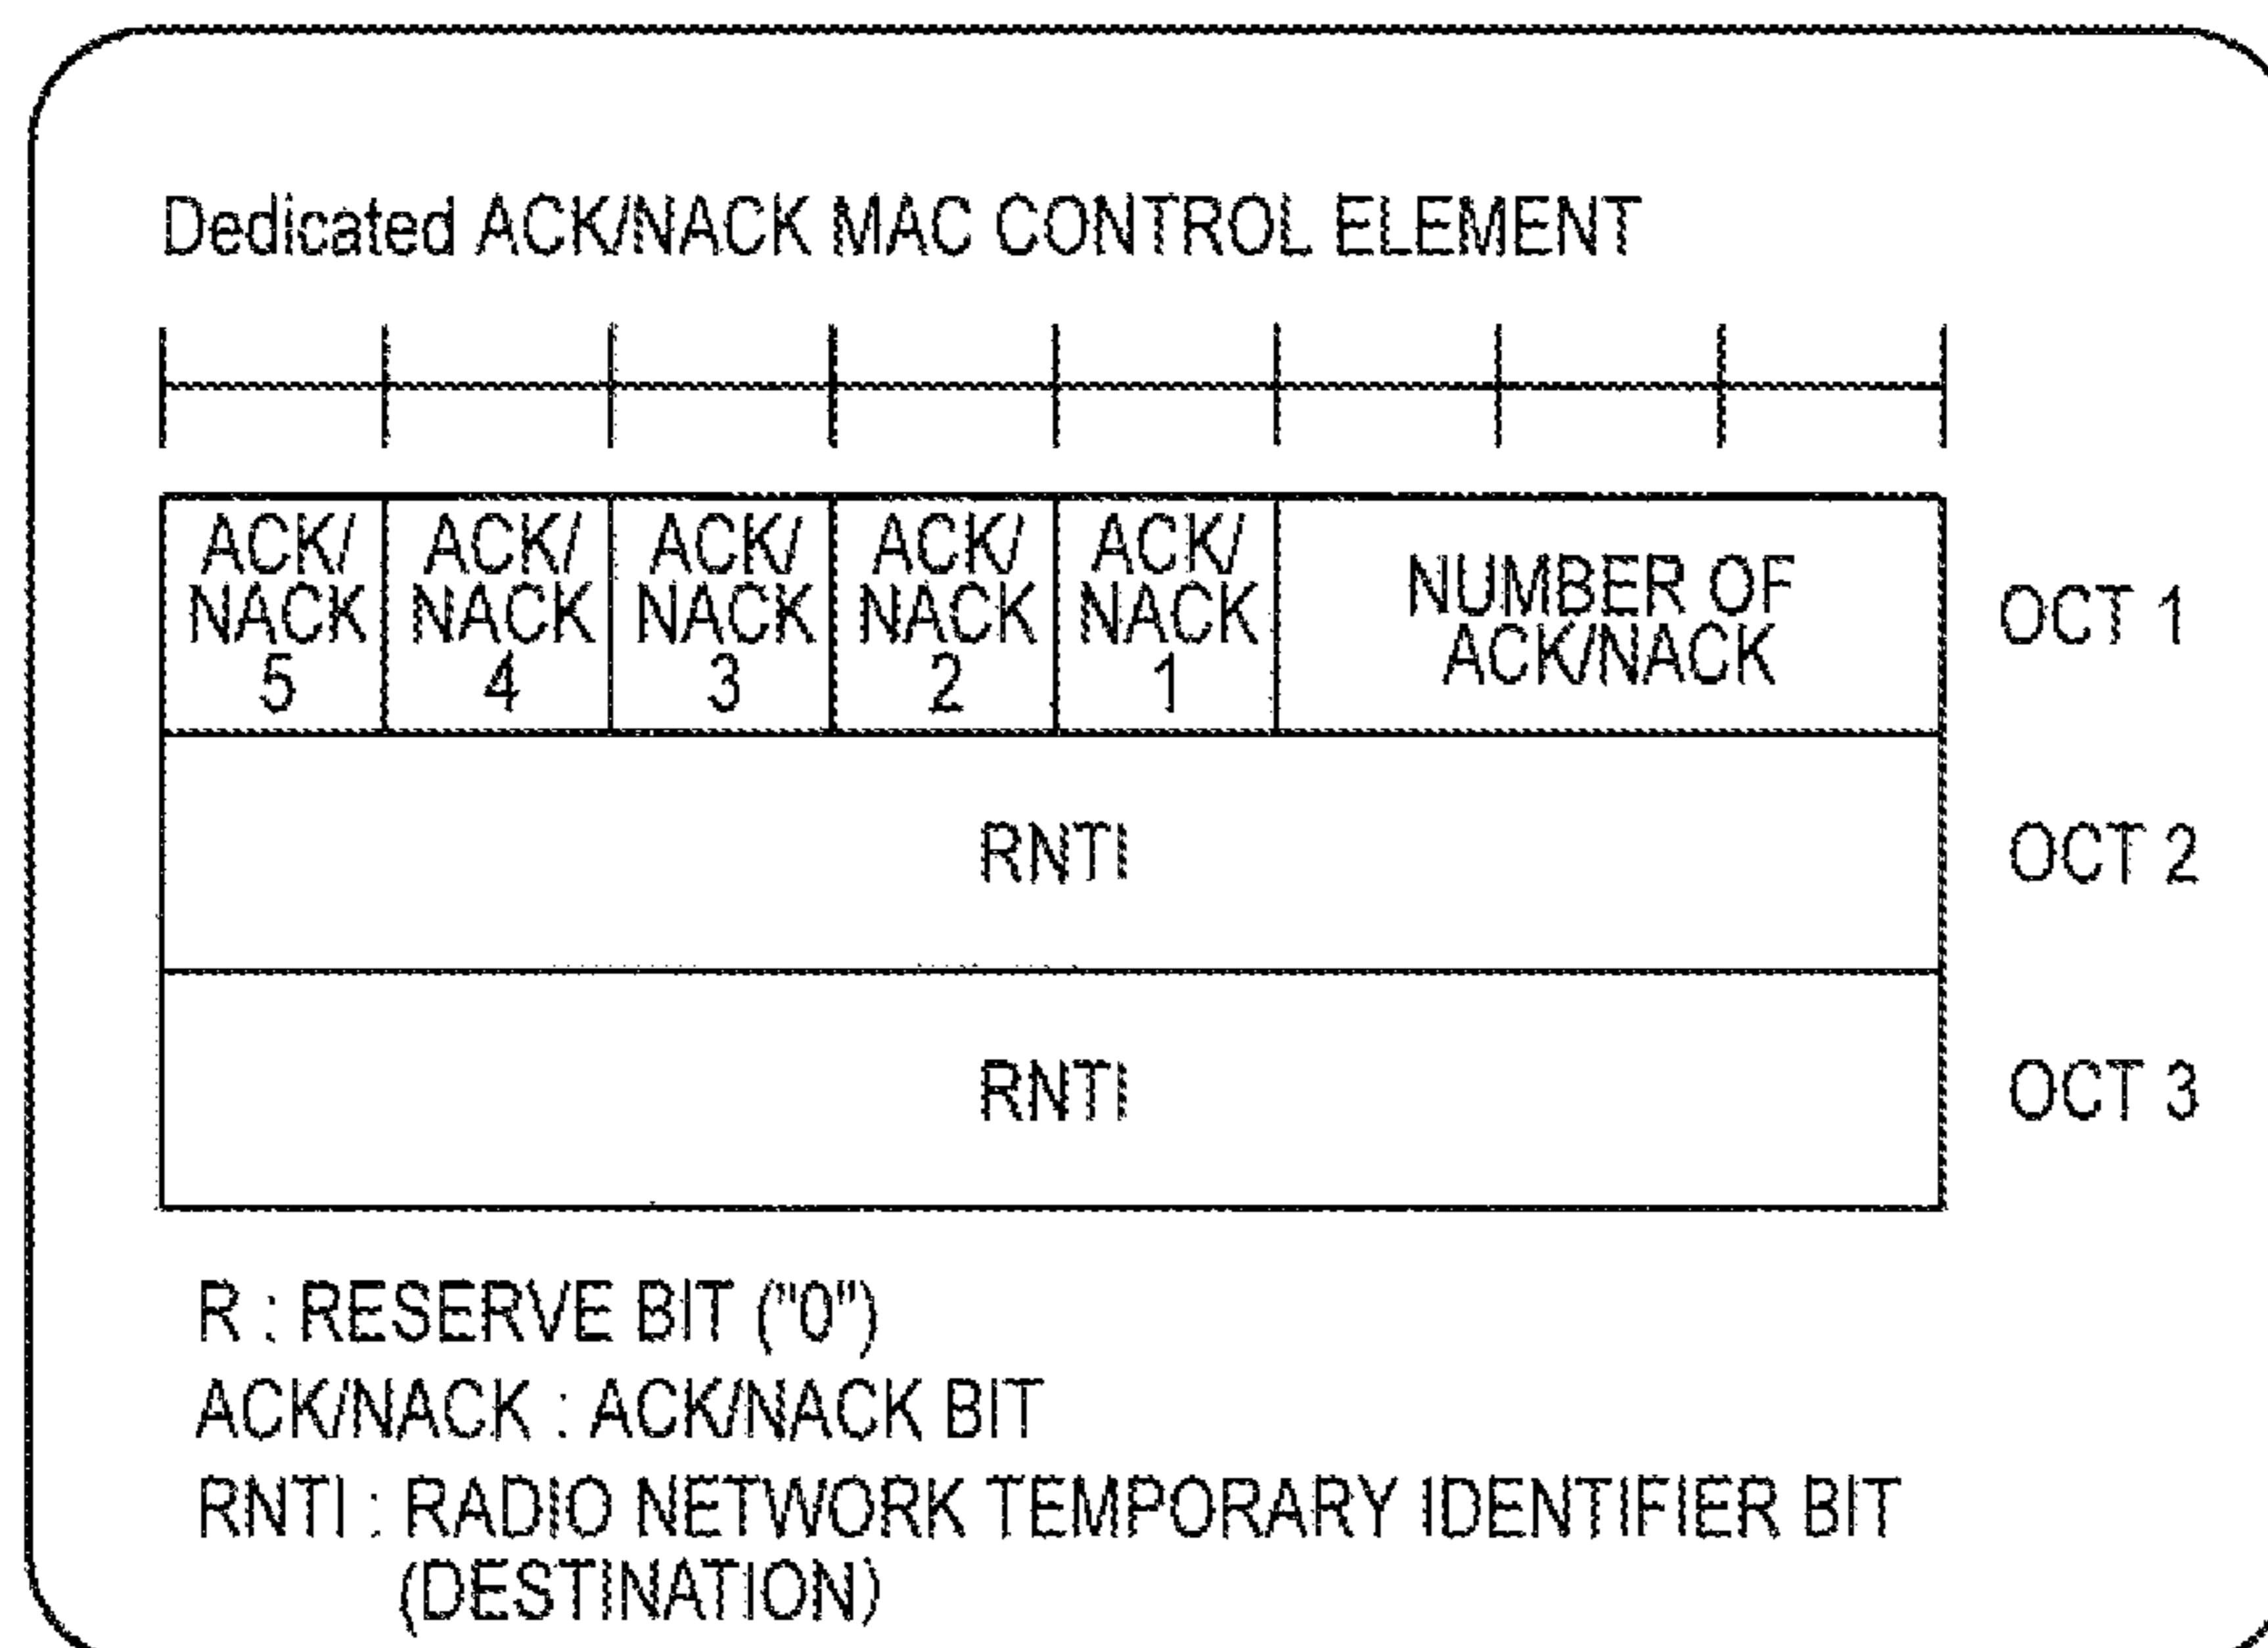 Dedicated ACK/NACK MAC CONTROL ELEMENT
ACK/ ACK/ ACK/ ACK/ ACK/ NUMBER OF
NACK NACK NACK NACK NACK ACK/NACK OCT 1
5 4 3 2 1
RNTI OCT 2
RNTI OCT 3
R : RESERVE BIT ("0")
ACK/NACK : ACK/NACK BIT
RNTI : RADIO NETWORK TEMPORARY IDENTIFIER BIT
(DESTINATION)